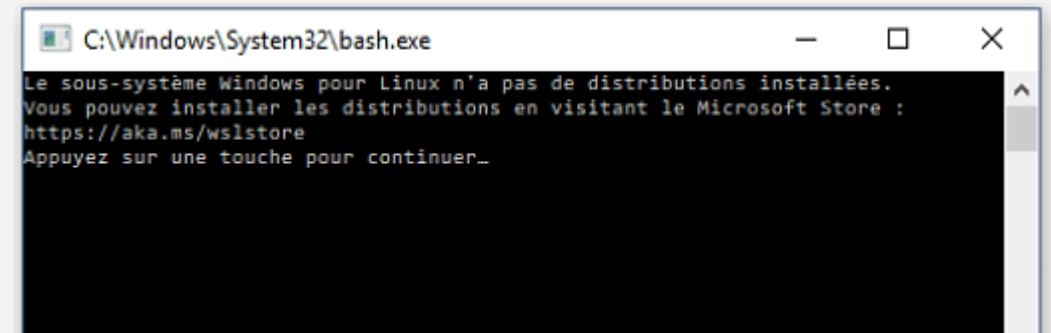 C:\Windows\System32\bash.exe
Le sous-système Windows pour Linux n'a pas de distributions installées.
Vous pouvez installer les distributions en visitant le Microsoft Store :
https://aka.ms/wslstore
Appuyez sur une touche pour continuer…